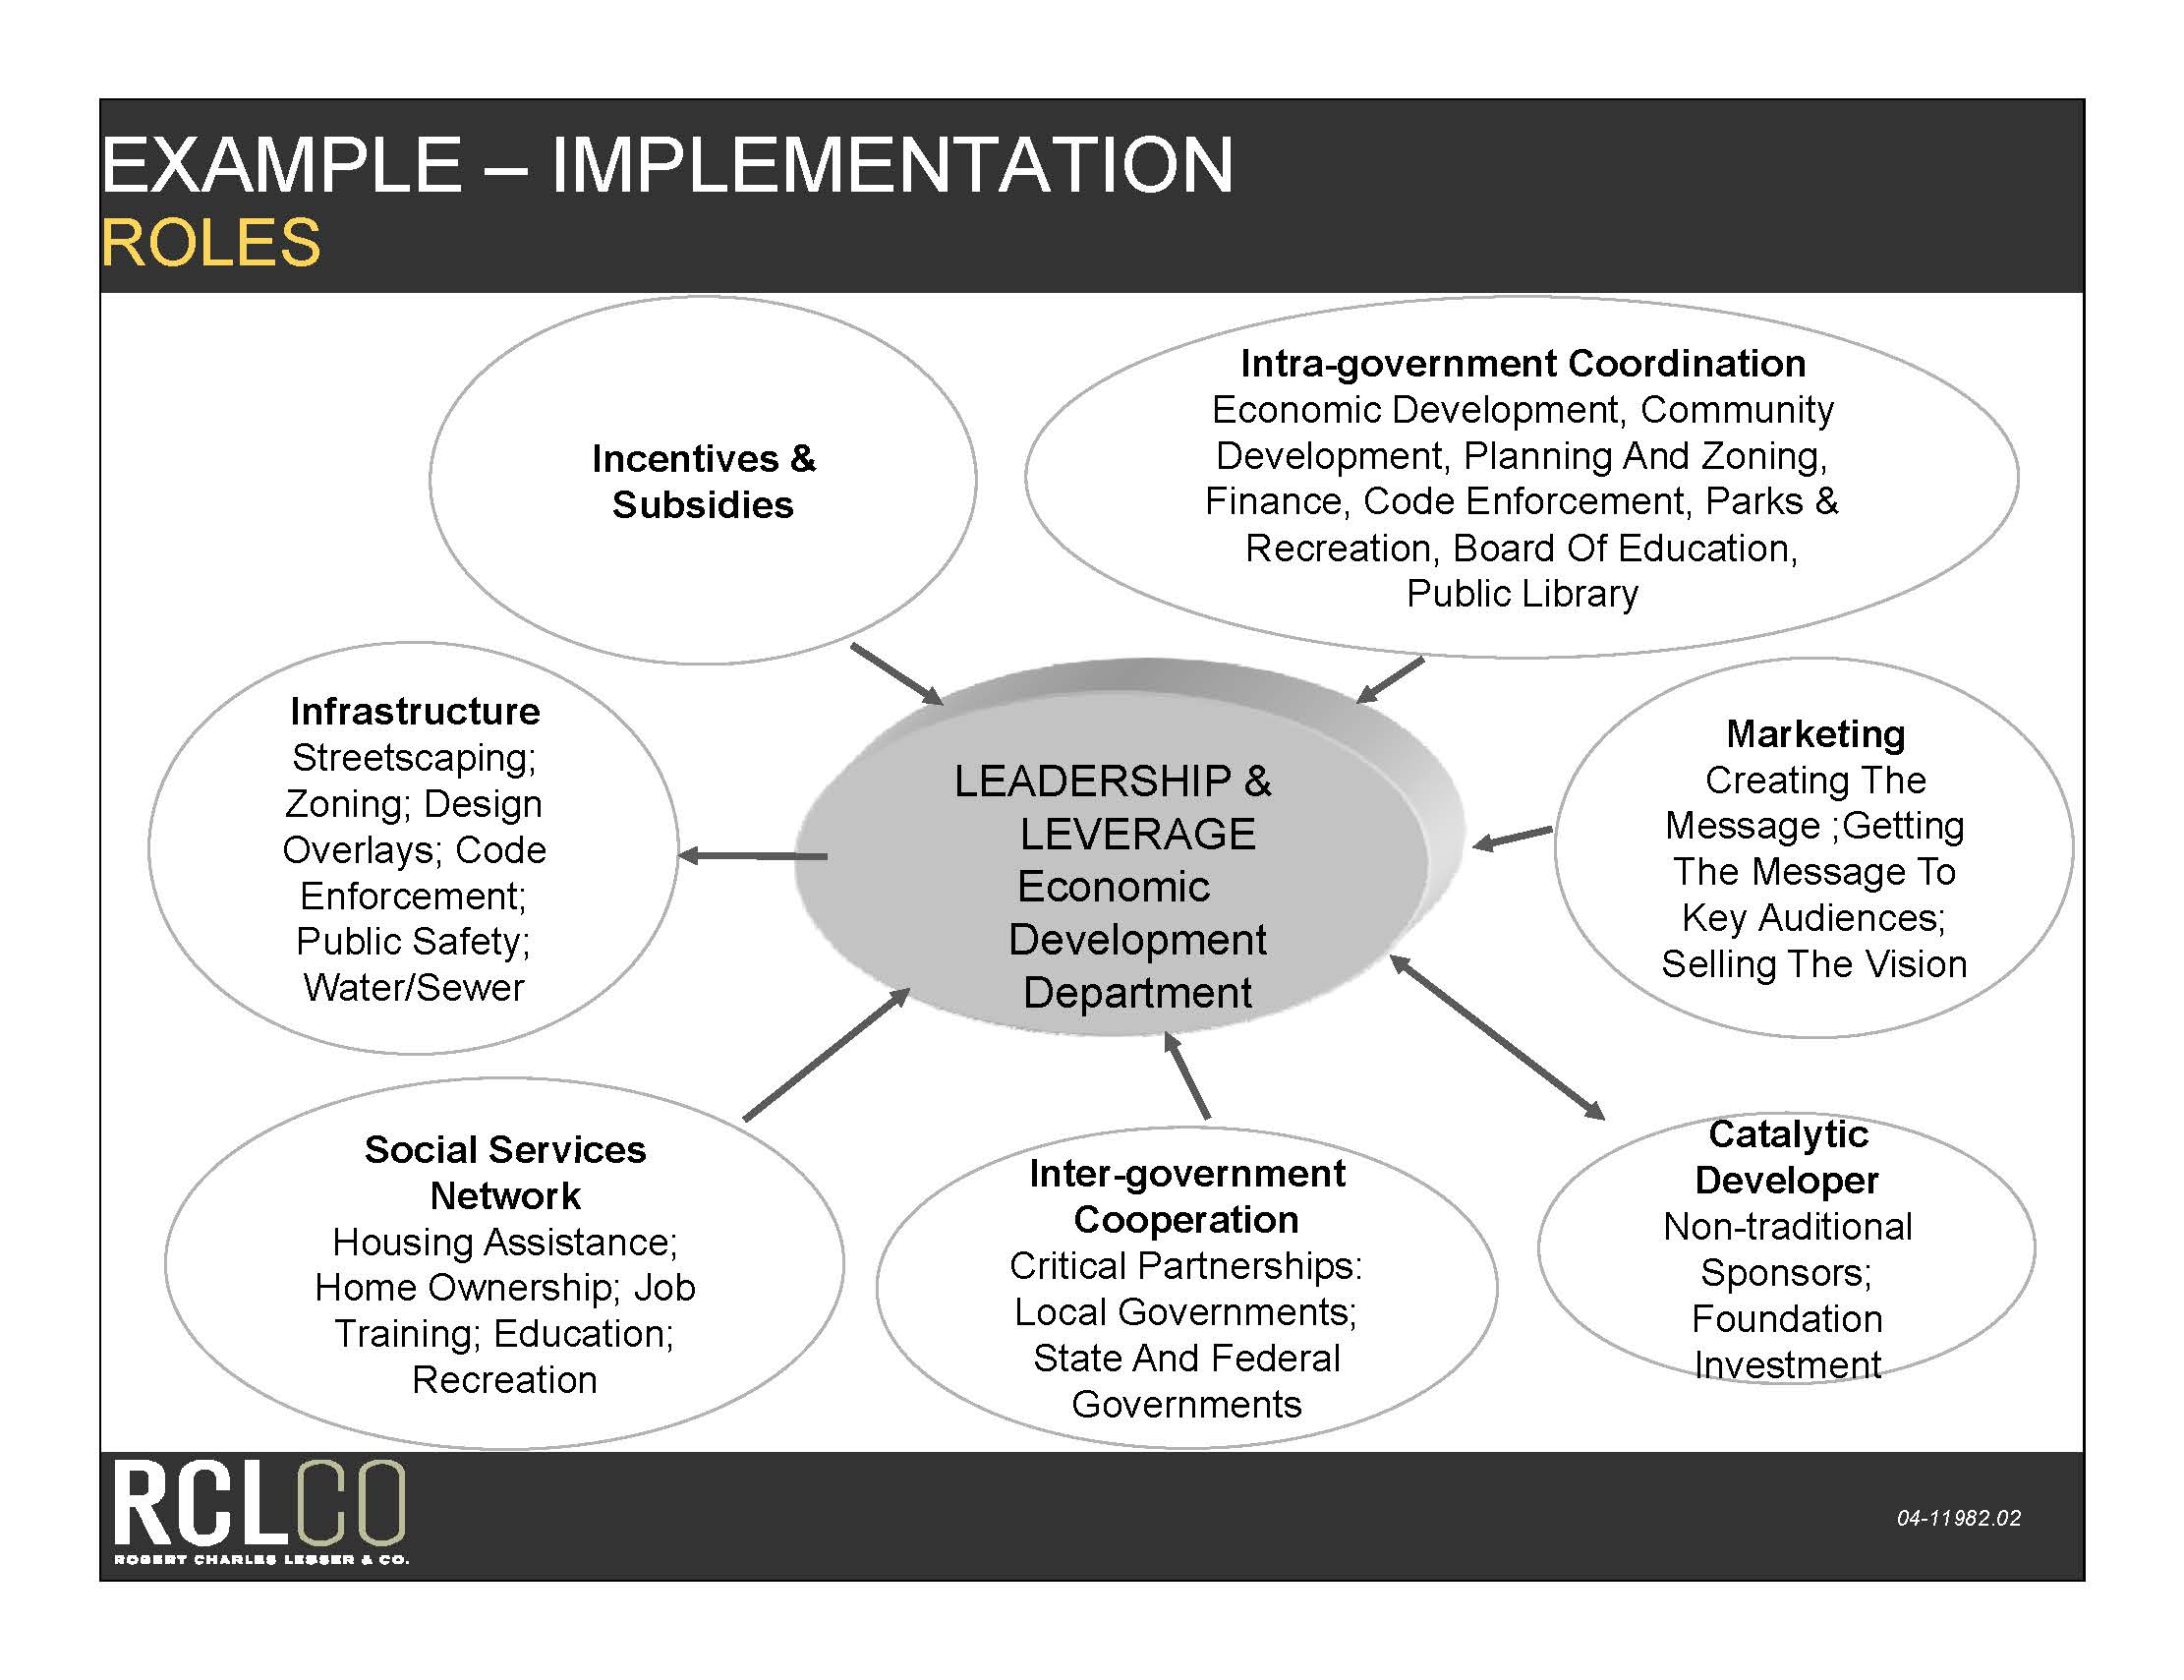 EXAMPLE – IMPLEMENTATION
ROLES
Incentives &
Subsidies
Intra-government Coordination
Economic Development, Community
Development, Planning And Zoning,
Finance, Code Enforcement, Parks &
Recreation, Board Of Education,
Public Library
Infrastructure
Streetscaping;
Zoning; Design
Overlays; Code
Enforcement;
Public Safety;
Water/Sewer
LEADERSHIP &
LEVERAGE
Economic
Development
Department
Marketing
Creating The
Message ;Getting
The Message To
Key Audiences;
Selling The Vision
Social Services
Network
Housing Assistance;
Home Ownership; Job
Training; Education;
Recreation
Inter-government
Cooperation
Critical Partnerships:
Local Governments;
State And Federal
Governments
Catalytic
Developer
Non-traditional
Sponsors;
Foundation
Investment
RCLCO
ROBERT CHARLES LESSER & CO.
04-11982.02